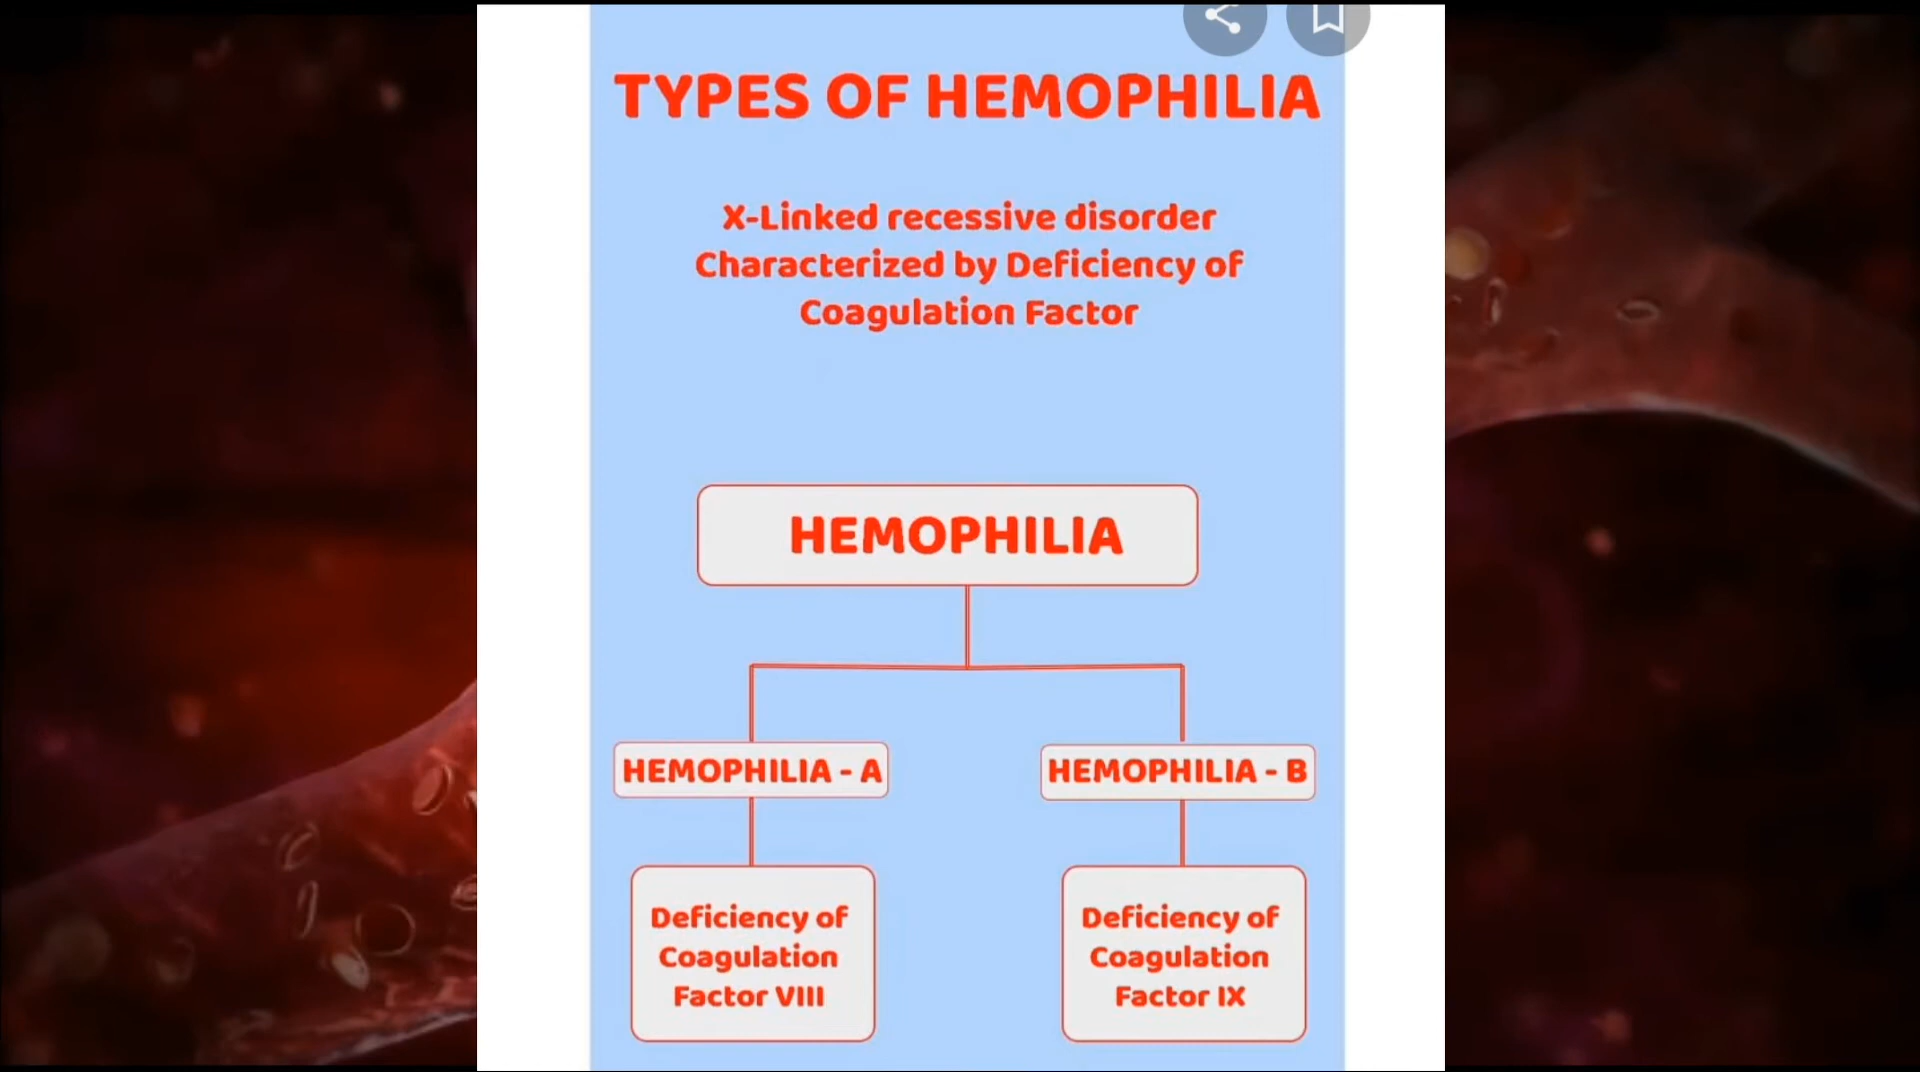 TYPES OF HEMOPHILIA
X-Linked recessive disorder
Characterized by Deficiency of
Coagulation Factor
HEMOPHILIA
HEMOPHILIA - A
HEMOPHILIA - B
Deficiency of
Coagulation
Factor VIII
Deficiency of
Coagulation
Factor IX